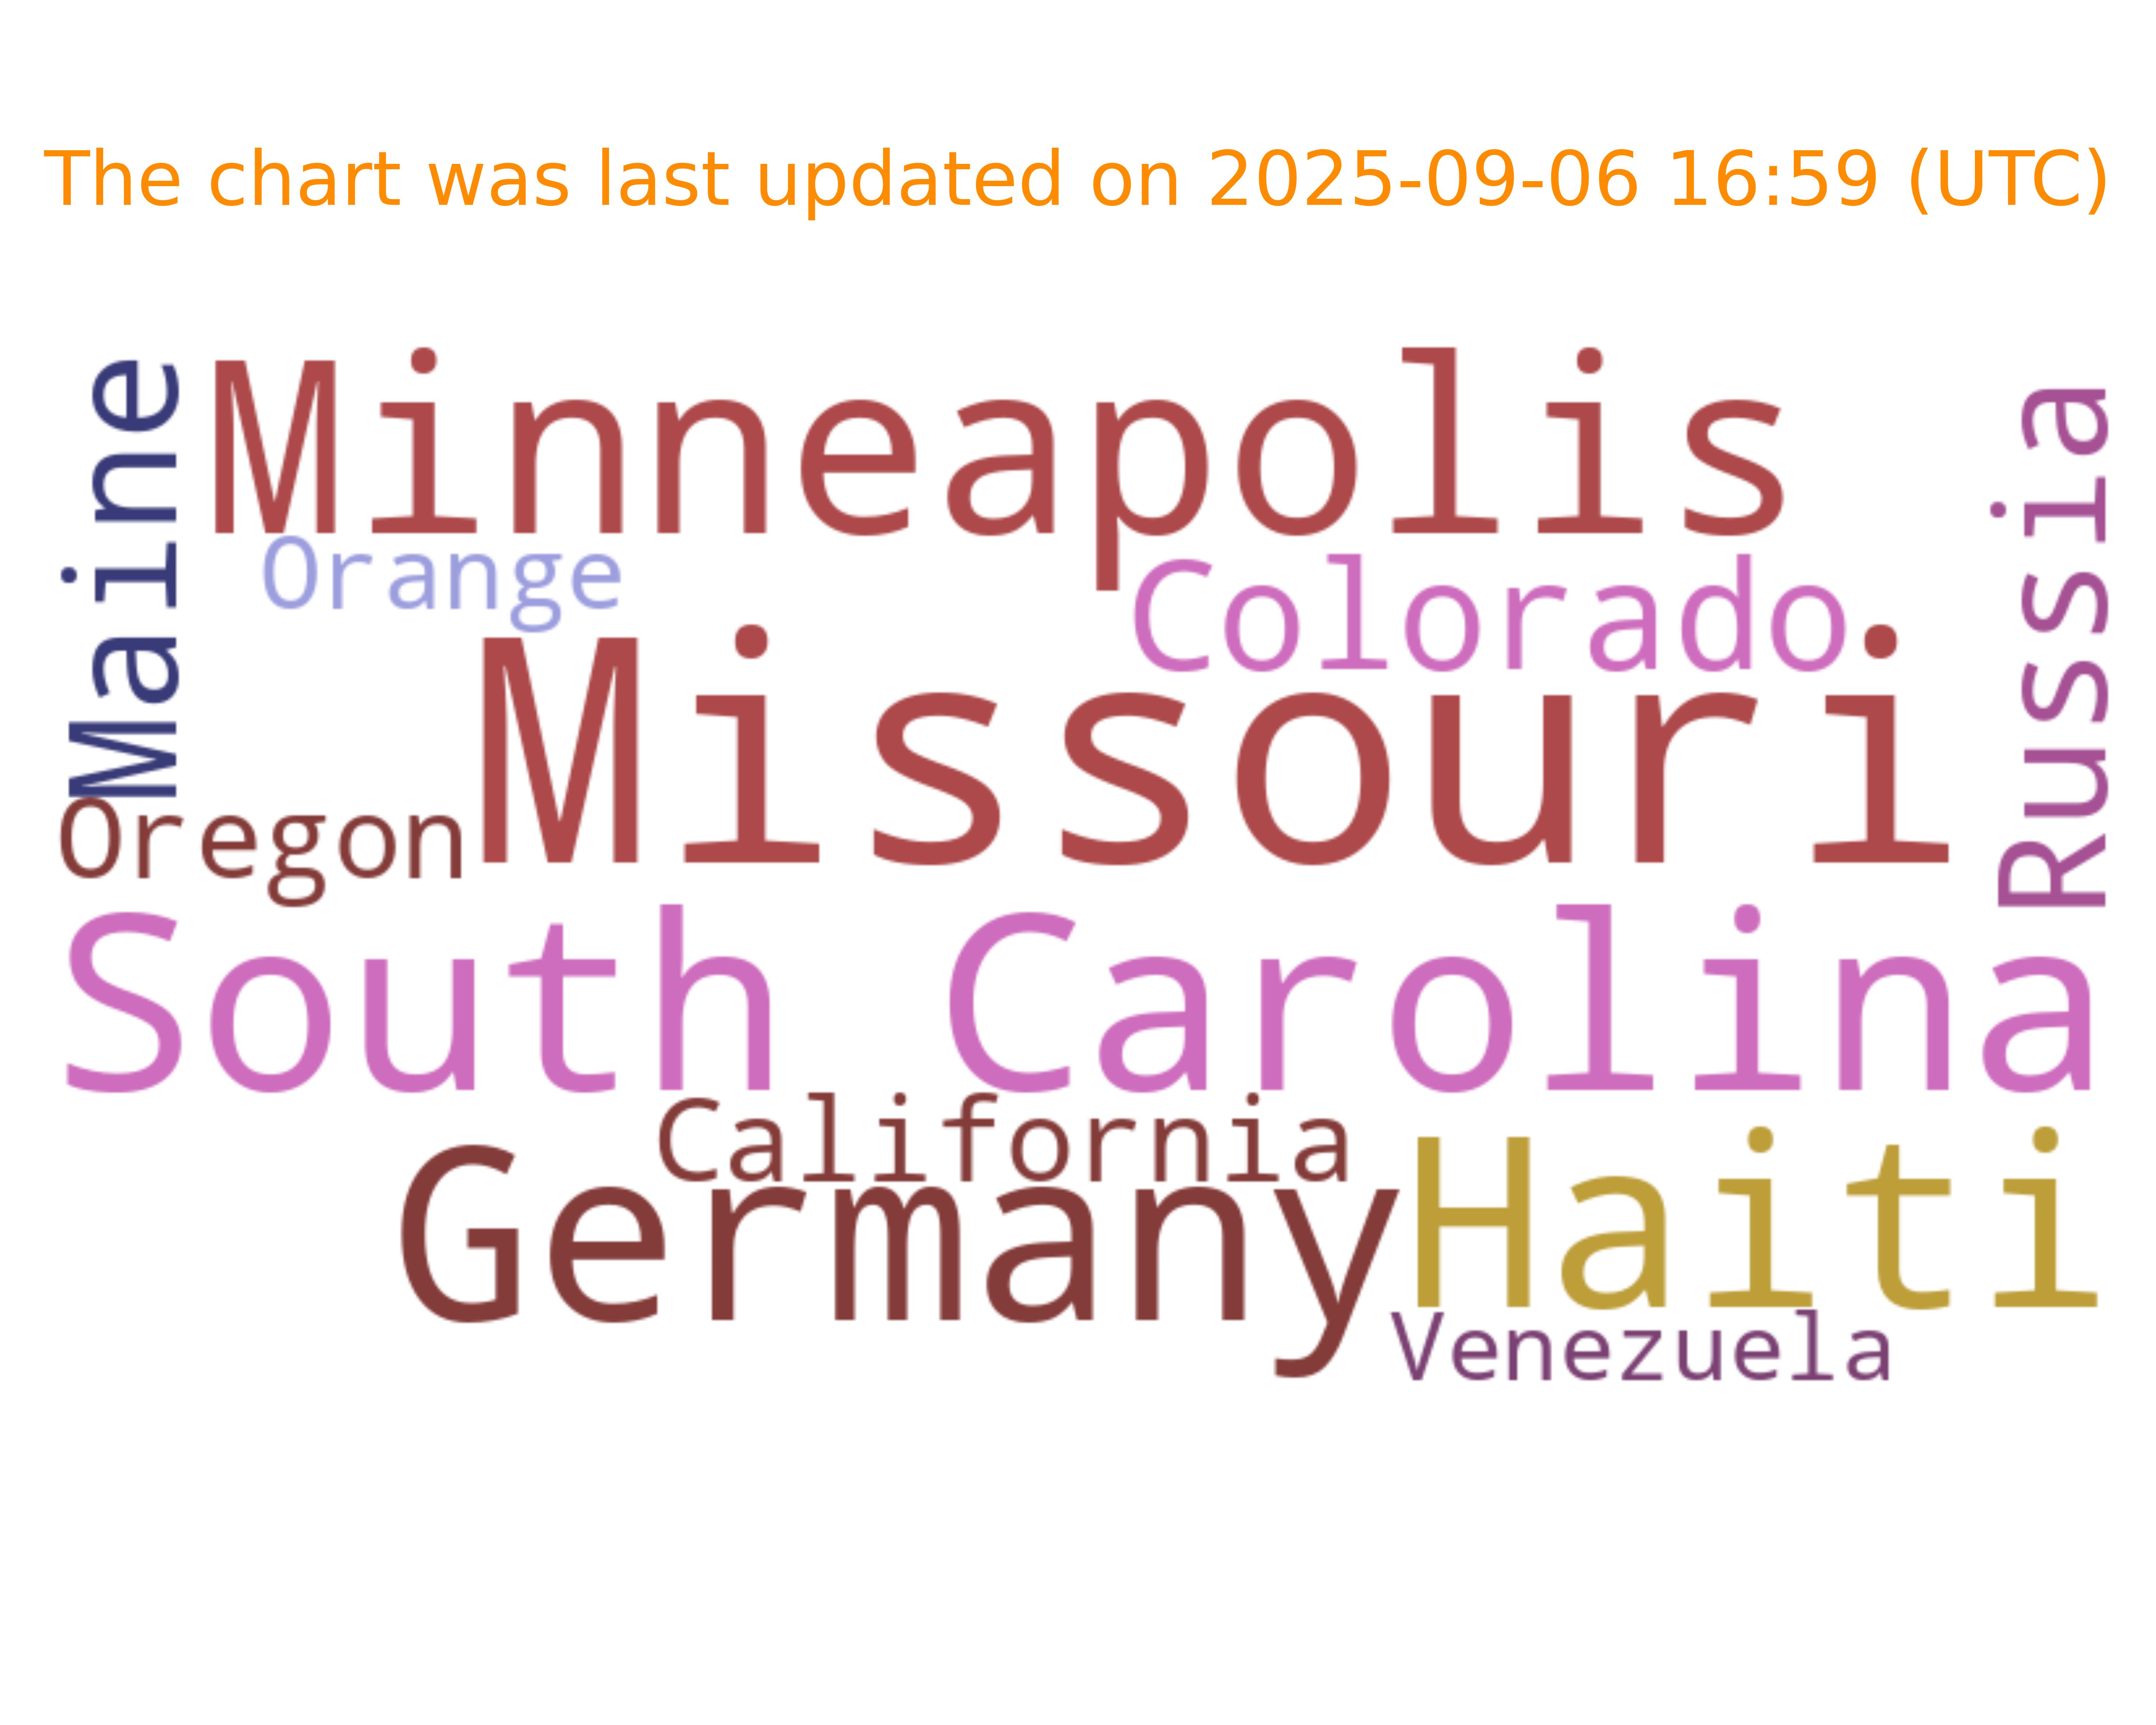 The chart was last updated on 2025-09-06 16:59 (UTC)
Maine
Minneapolis
Russia
Orange
Colorado
Missouri
Oregon
South Carolina
California
Germany
Haiti
Venezuela